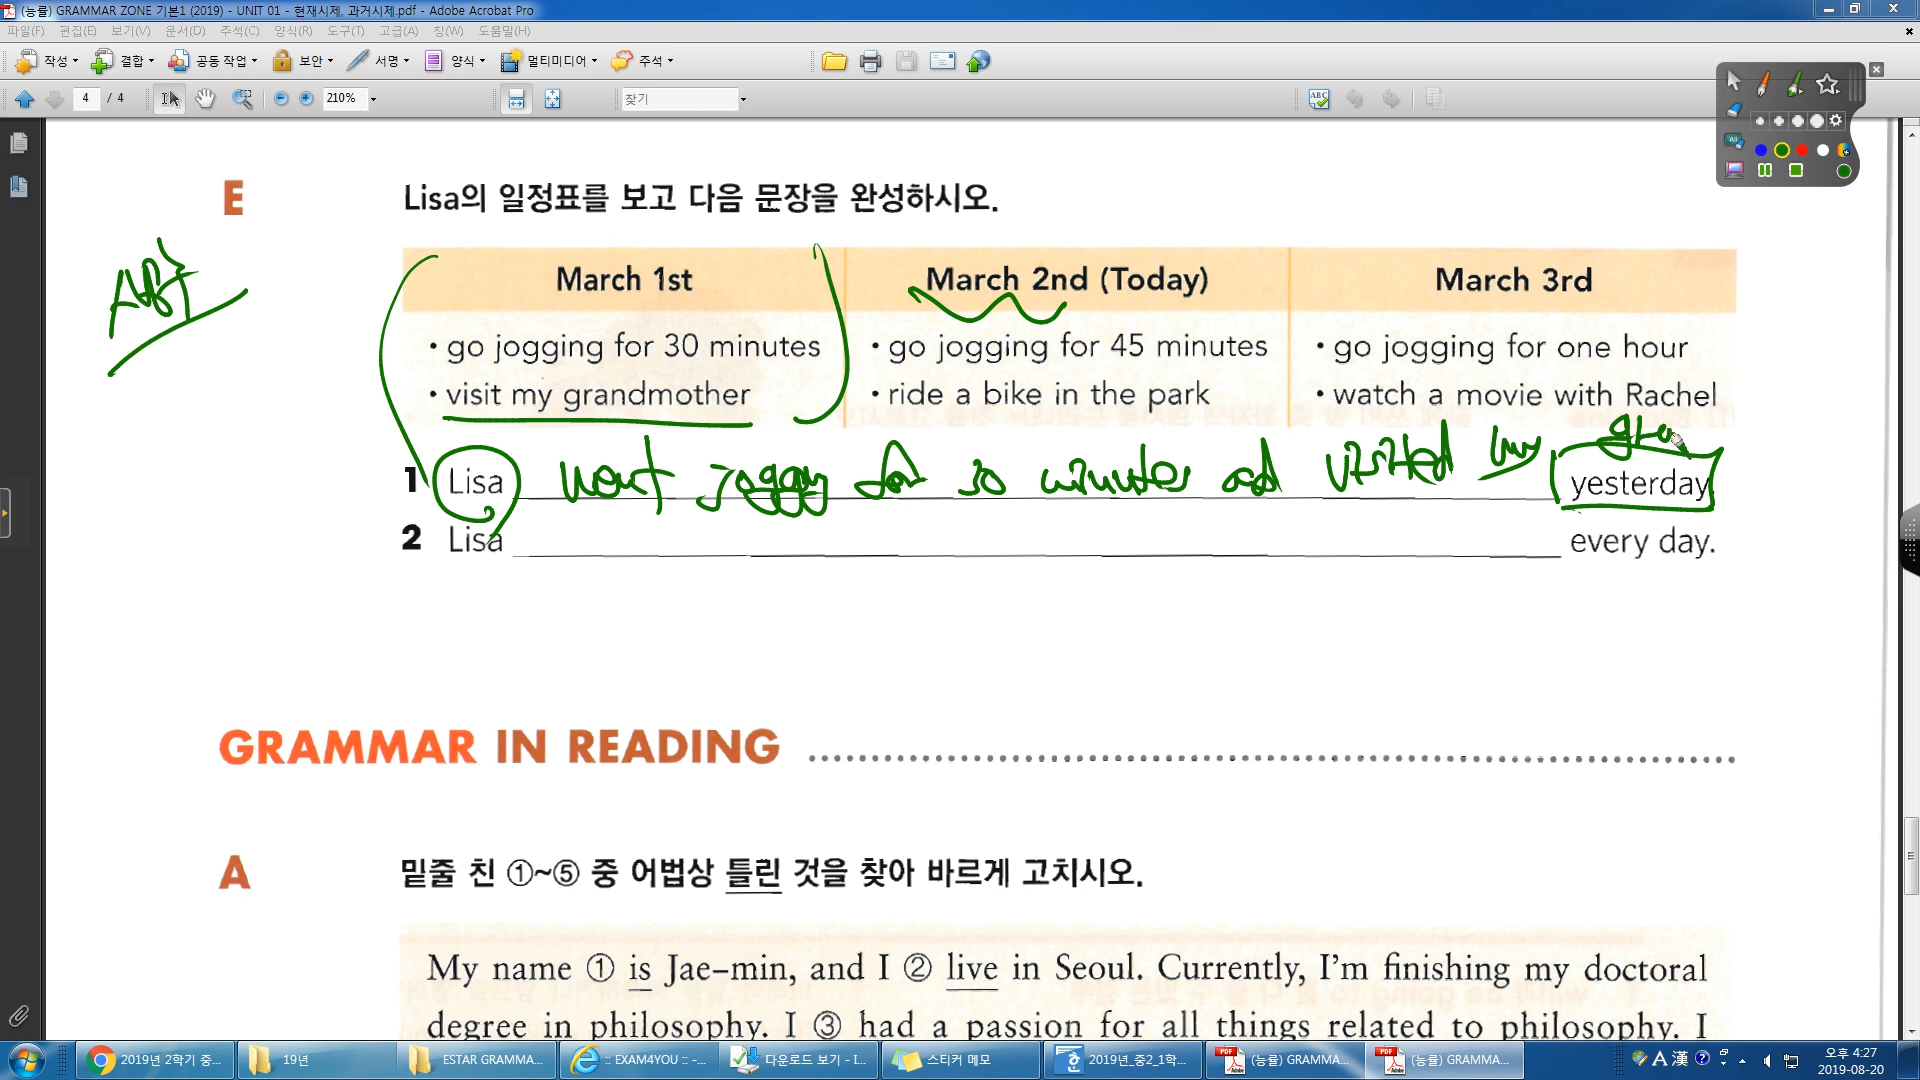 (능률) GRAMMAR ZONE 기본1 (2019) - UNIT 01 - 현재시제, 과거시제.pdf - Adobe Acrobat Pro
파일(F) 편집(E) 보기(V) 문서(D) 주석(C) 양식(R) 도구(T) 고급(A) 창(W) 도움말(H)
작성 결합 공동 작업 보안 서명 양식 멀티미디어 주석
4 / 4 210% 찾기
E Lisa의 일정표를 보고 다음 문장을 완성하시오.
March 1st March 2nd (Today) March 3rd
• go jogging for 30 minutes • go jogging for 45 minutes • go jogging for one hour
• visit my grandmother • ride a bike in the park • watch a movie with Rachel
1 Lisa went jogging for 30 minutes and visited my yesterday
2 Lisa every day.
GRAMMAR IN READING
A 밑줄 친 ①~⑤ 중 어법상 틀린 것을 찾아 바르게 고치시오.
My name ① is Jae-min, and I ② live in Seoul. Currently, I'm finishing my doctoral
degree in philosophy. I ③ had a passion for all things related to philosophy. I
2019년 2학기 중... 19년 ESTAR GRAMMA... :: EXAM4YOU :: -... 다운로드 보기 - I... 스티커 메모 2019년_중2_1학... (능률) GRAMMA... (능률) GRAMMA... A 漢 오후 4:27
2019-08-20